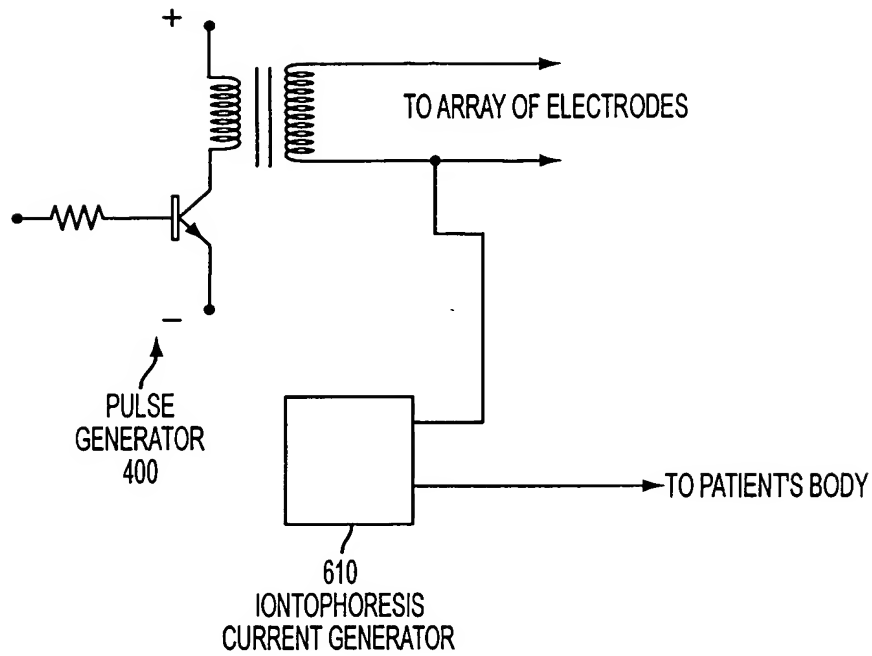 +
TO ARRAY OF ELECTRODES
−
PULSE
GENERATOR
400
TO PATIENT'S BODY
610
IONTOPHORESIS
CURRENT GENERATOR